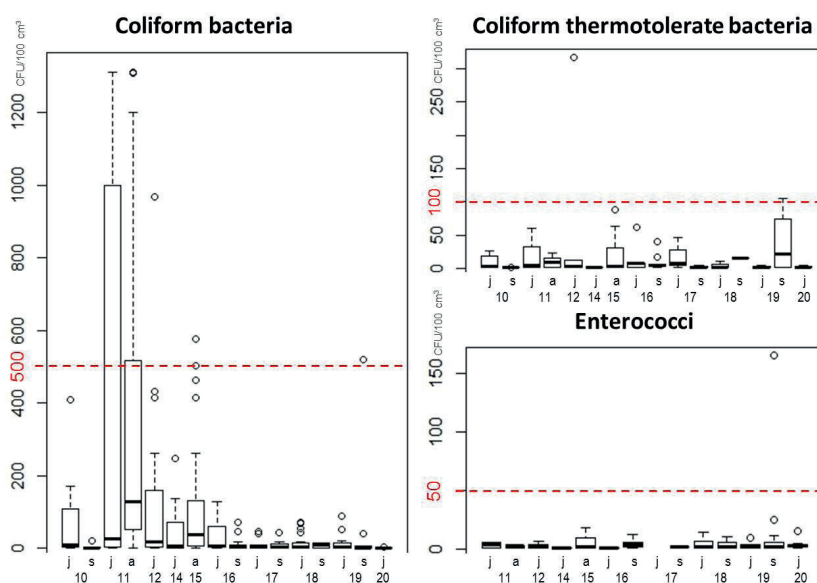 Coliform bacteria
CFU/100 cm³
1200
1000
800
600
500
400
200
0
j s j a j j a j s j s j s j s j
10 11 12 14 15 16 17 18 19 20
Coliform thermotolerate bacteria
CFU/100 cm³
250
150
100
50
0
j s j a j j a j s j s j s j s j
10 11 12 14 15 16 17 18 19 20
Enterococci
CFU/100 cm³
150
100
50
0
j a j j a j s j s j s j s j
11 12 14 15 16 17 18 19 20